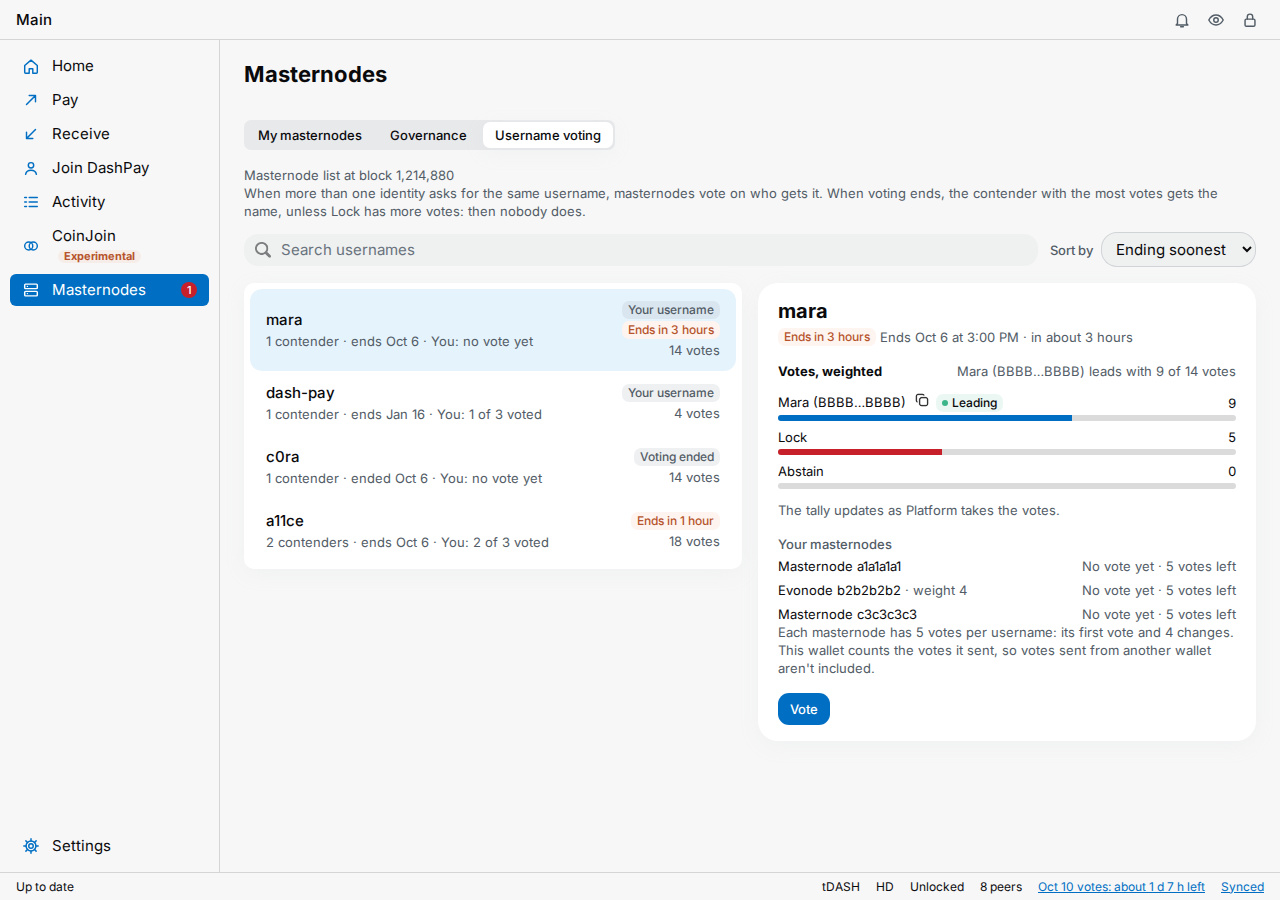 Main
Home
Pay
Receive
Join DashPay
Activity
CoinJoin
Experimental
Masternodes 1
Settings
Masternodes
My masternodes Governance Username voting
Masternode list at block 1,214,880
When more than one identity asks for the same username, masternodes vote on who gets it. When voting ends, the contender with the most votes gets the
name, unless Lock has more votes: then nobody does.
Search usernames
Sort by Ending soonest
mara
1 contender · ends Oct 6 · You: no vote yet
Your username
Ends in 3 hours
14 votes
dash-pay
1 contender · ends Jan 16 · You: 1 of 3 voted
Your username
4 votes
c0ra
1 contender · ended Oct 6 · You: no vote yet
Voting ended
14 votes
a11ce
2 contenders · ends Oct 6 · You: 2 of 3 voted
Ends in 1 hour
18 votes
mara
Ends in 3 hours Ends Oct 6 at 3:00 PM · in about 3 hours
Votes, weighted Mara (BBBB…BBBB) leads with 9 of 14 votes
Mara (BBBB…BBBB) Leading 9
Lock 5
Abstain 0
The tally updates as Platform takes the votes.
Your masternodes
Masternode a1a1a1a1 No vote yet · 5 votes left
Evonode b2b2b2b2 · weight 4 No vote yet · 5 votes left
Masternode c3c3c3c3 No vote yet · 5 votes left
Each masternode has 5 votes per username: its first vote and 4 changes.
This wallet counts the votes it sent, so votes sent from another wallet
aren't included.
Vote
Up to date
tDASH HD Unlocked 8 peers Oct 10 votes: about 1 d 7 h left Synced